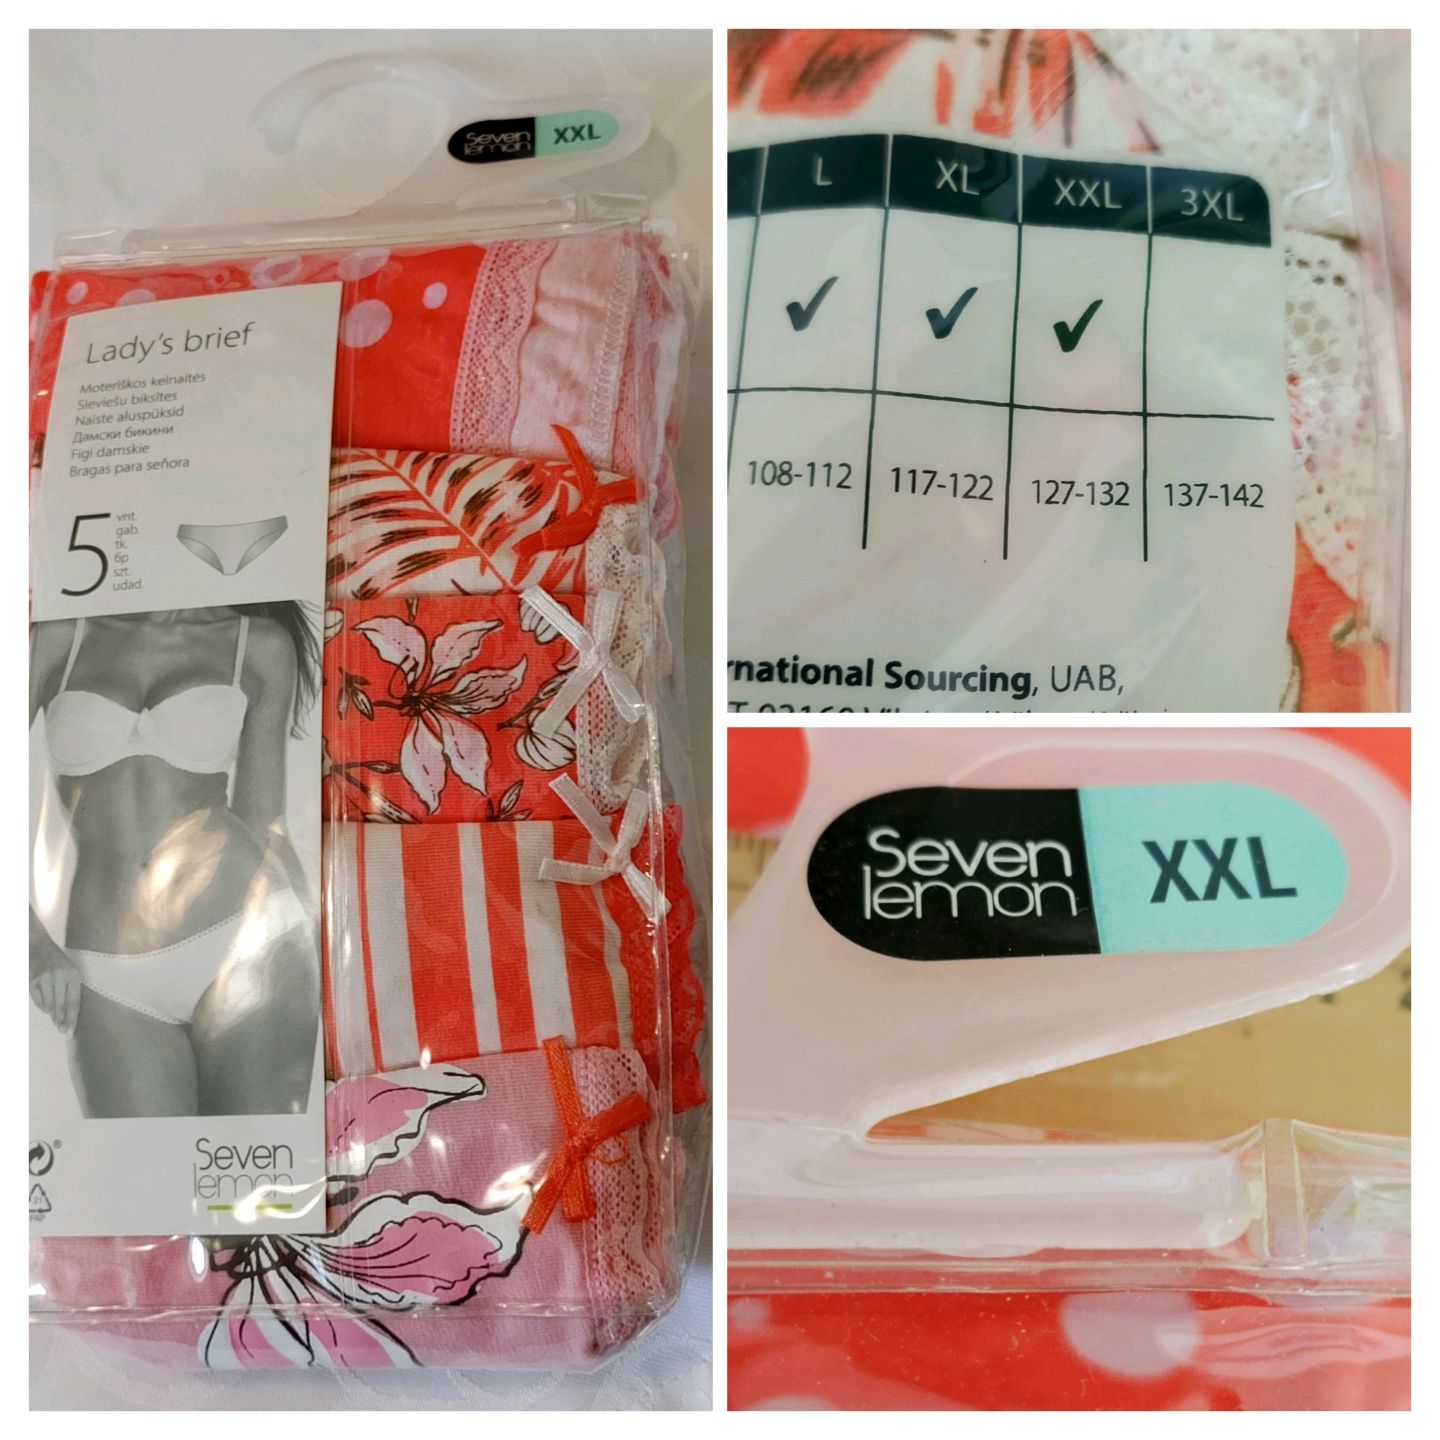 Seven
lemon
XXL
Lady's brief
Moteriškos kelnaitės
Sieviešu biksītes
Naiste aluspüksid
Дамски бикини
Figi damskie
Bragas para señora
5
vnt.
gab.
tk.
бр
szt.
udad.
Seven
lemon
®
21
PAP
L XL XXL 3XL
✓ ✓ ✓
108-112 117-122 127-132 137-142
rnational Sourcing, UAB,
Seven
lemon
XXL